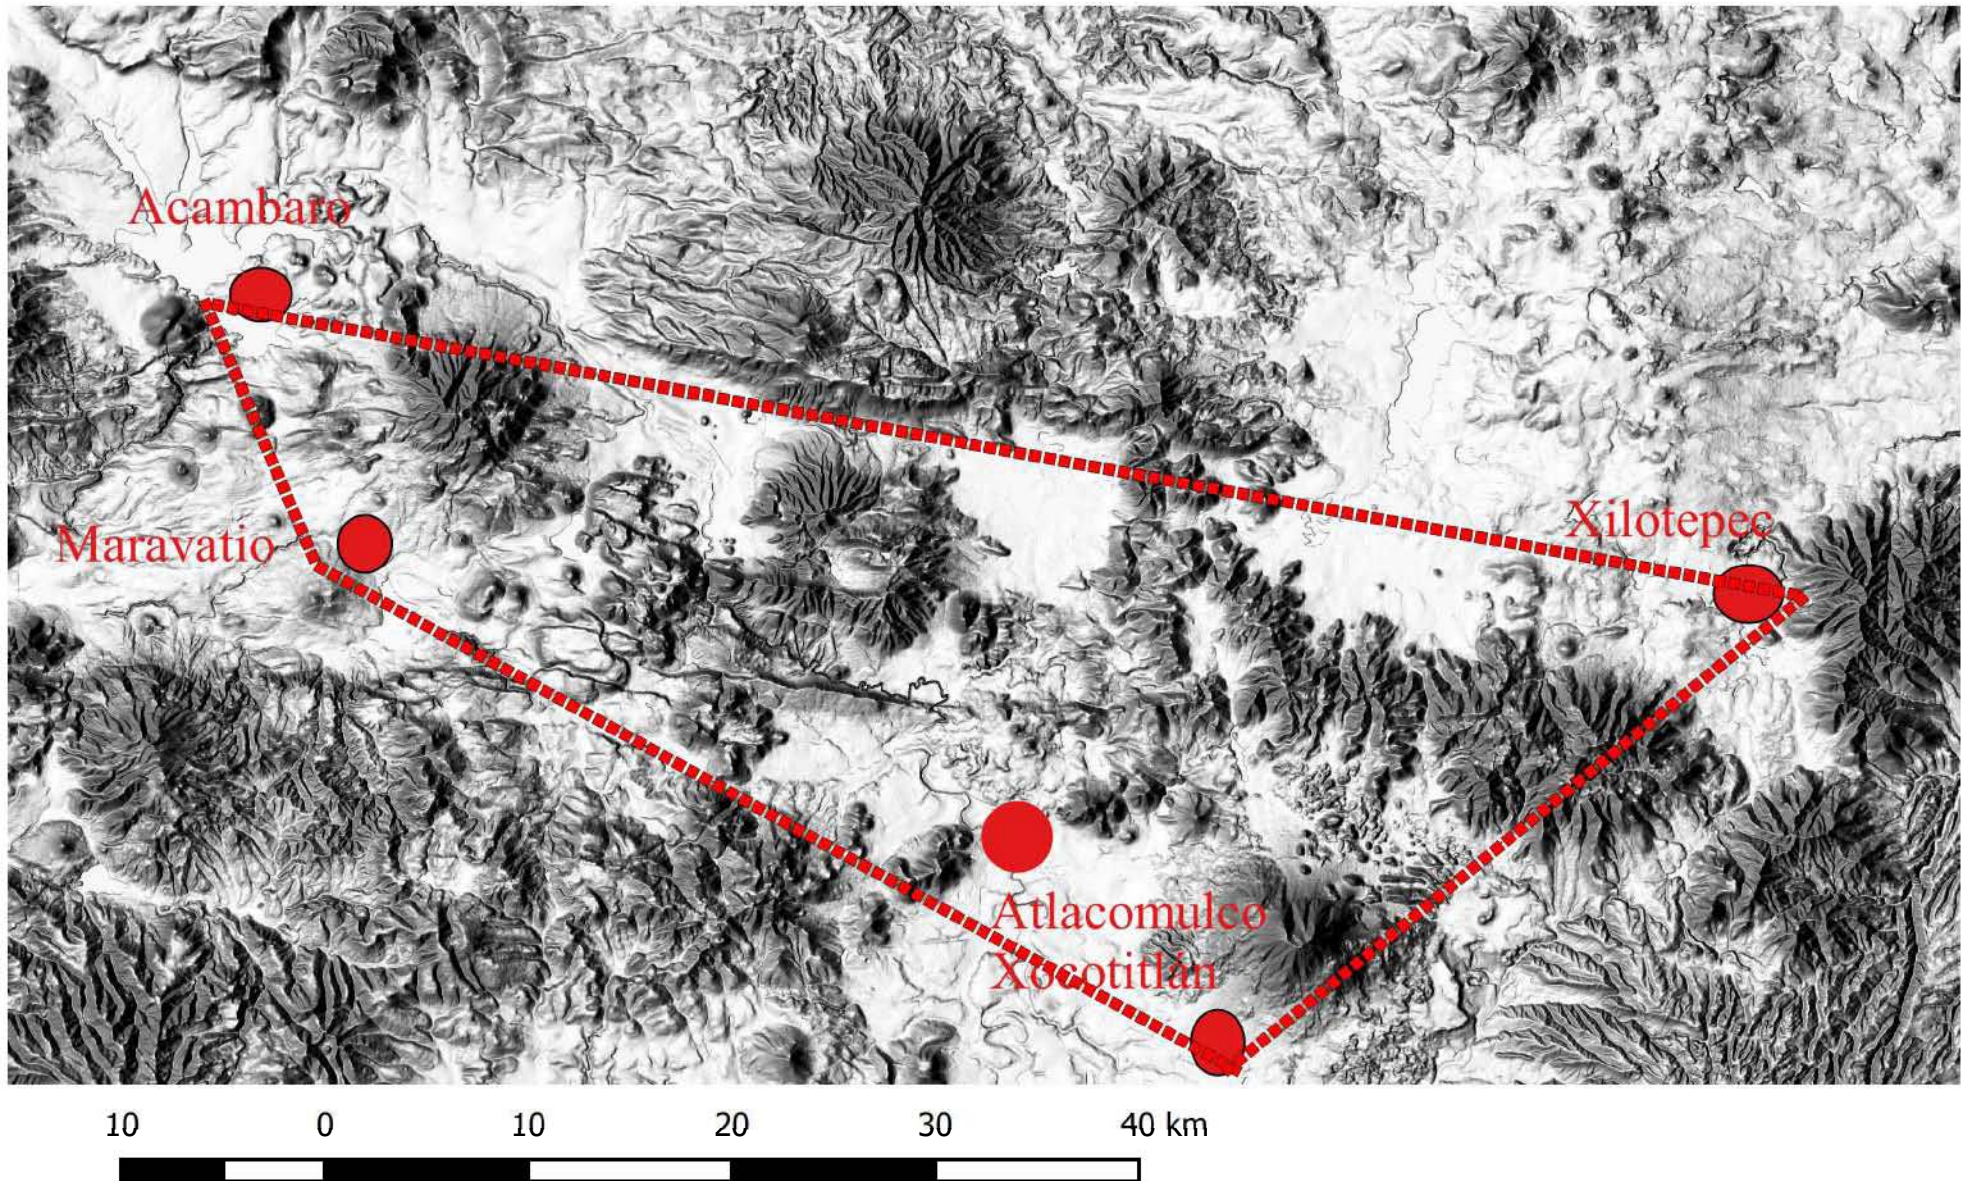 Acambaro
Xilotepec
Maravatio
Atlacomulco
Xocotitlán
10 0 10 20 30 40 km